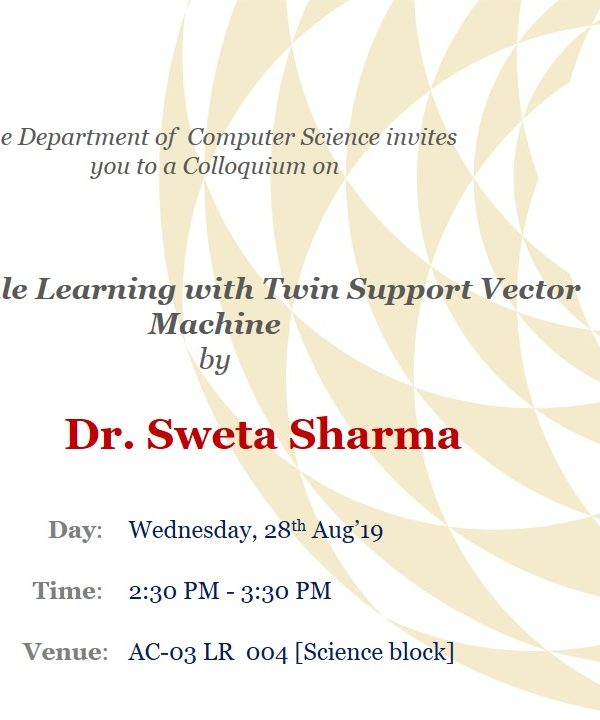 e Department of Computer Science invites
you to a Colloquium on
le Learning with Twin Support Vector
Machine
by
Dr. Sweta Sharma
Day: Wednesday, 28th Aug’19
Time: 2:30 PM - 3:30 PM
Venue: AC-03 LR 004 [Science block]